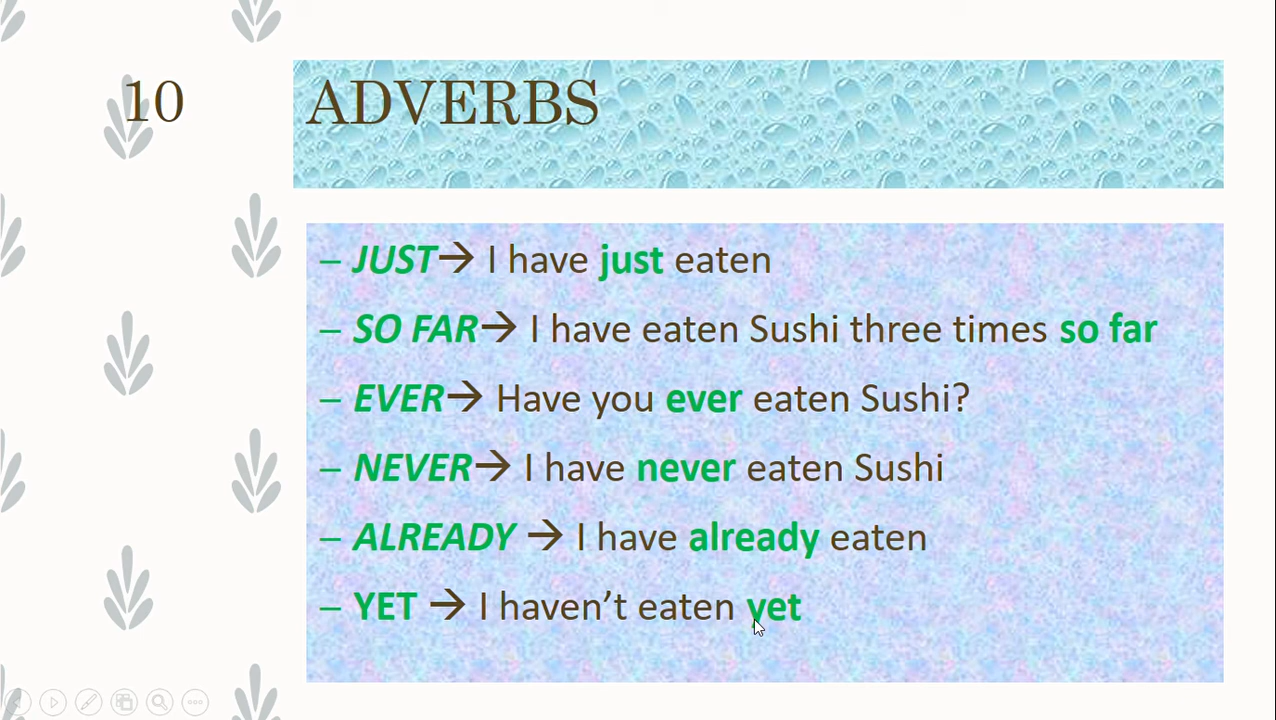 10
ADVERBS
– JUST→ I have just eaten
– SO FAR→ I have eaten Sushi three times so far
– EVER→ Have you ever eaten Sushi?
– NEVER→ I have never eaten Sushi
– ALREADY → I have already eaten
– YET → I haven’t eaten yet